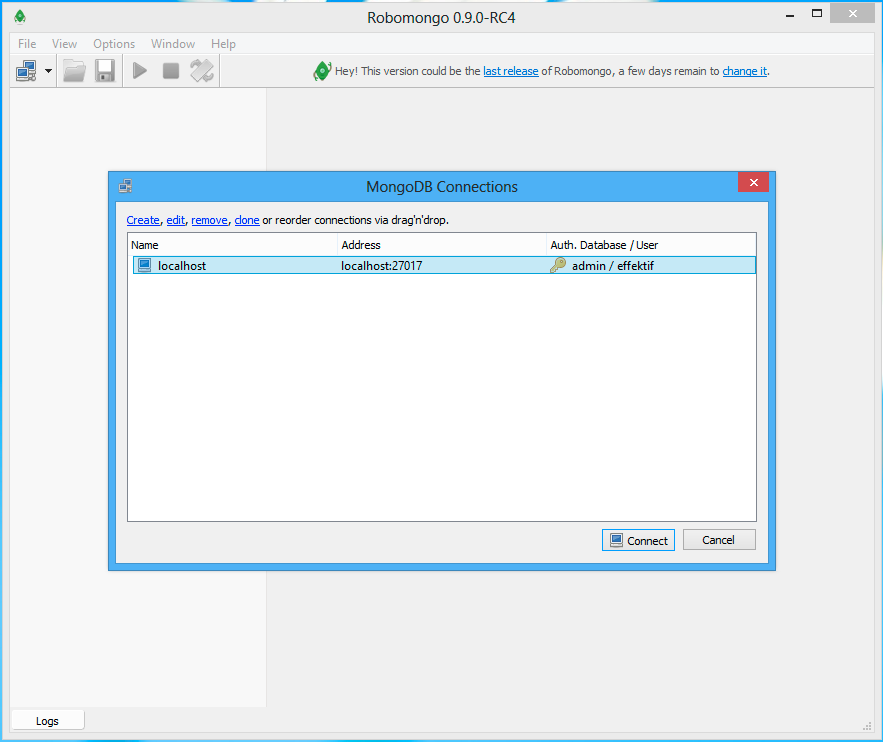 Robomongo 0.9.0-RC4
File View Options Window Help
Hey! This version could be the last release of Robomongo, a few days remain to change it.
MongoDB Connections
Create, edit, remove, clone or reorder connections via drag'n'drop.
Name Address Auth. Database / User
localhost localhost:27017 admin / effektif
Connect Cancel
Logs